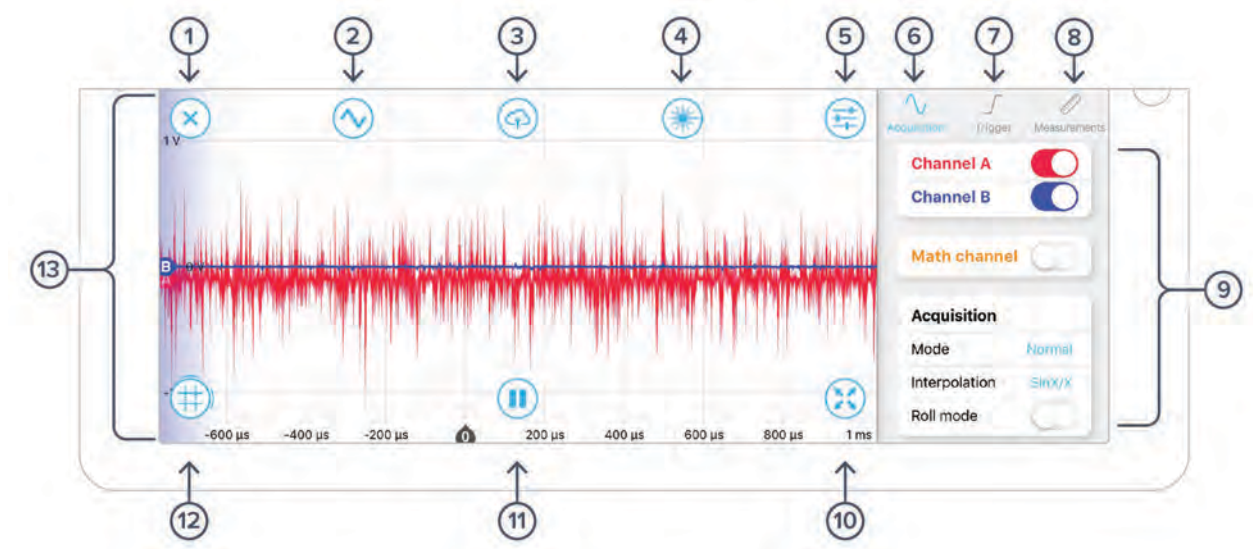 1 2 3 4 5 6 7 8
Acquisition Trigger Measurements
1 V
Channel A
Channel B
13
B 0 V
A
Math channel
9
Acquisition
Mode Normal
Interpolation SinX/X
Roll mode
-600 µs -400 µs -200 µs 0 200 µs 400 µs 600 µs 800 µs 1 ms
12 11 10